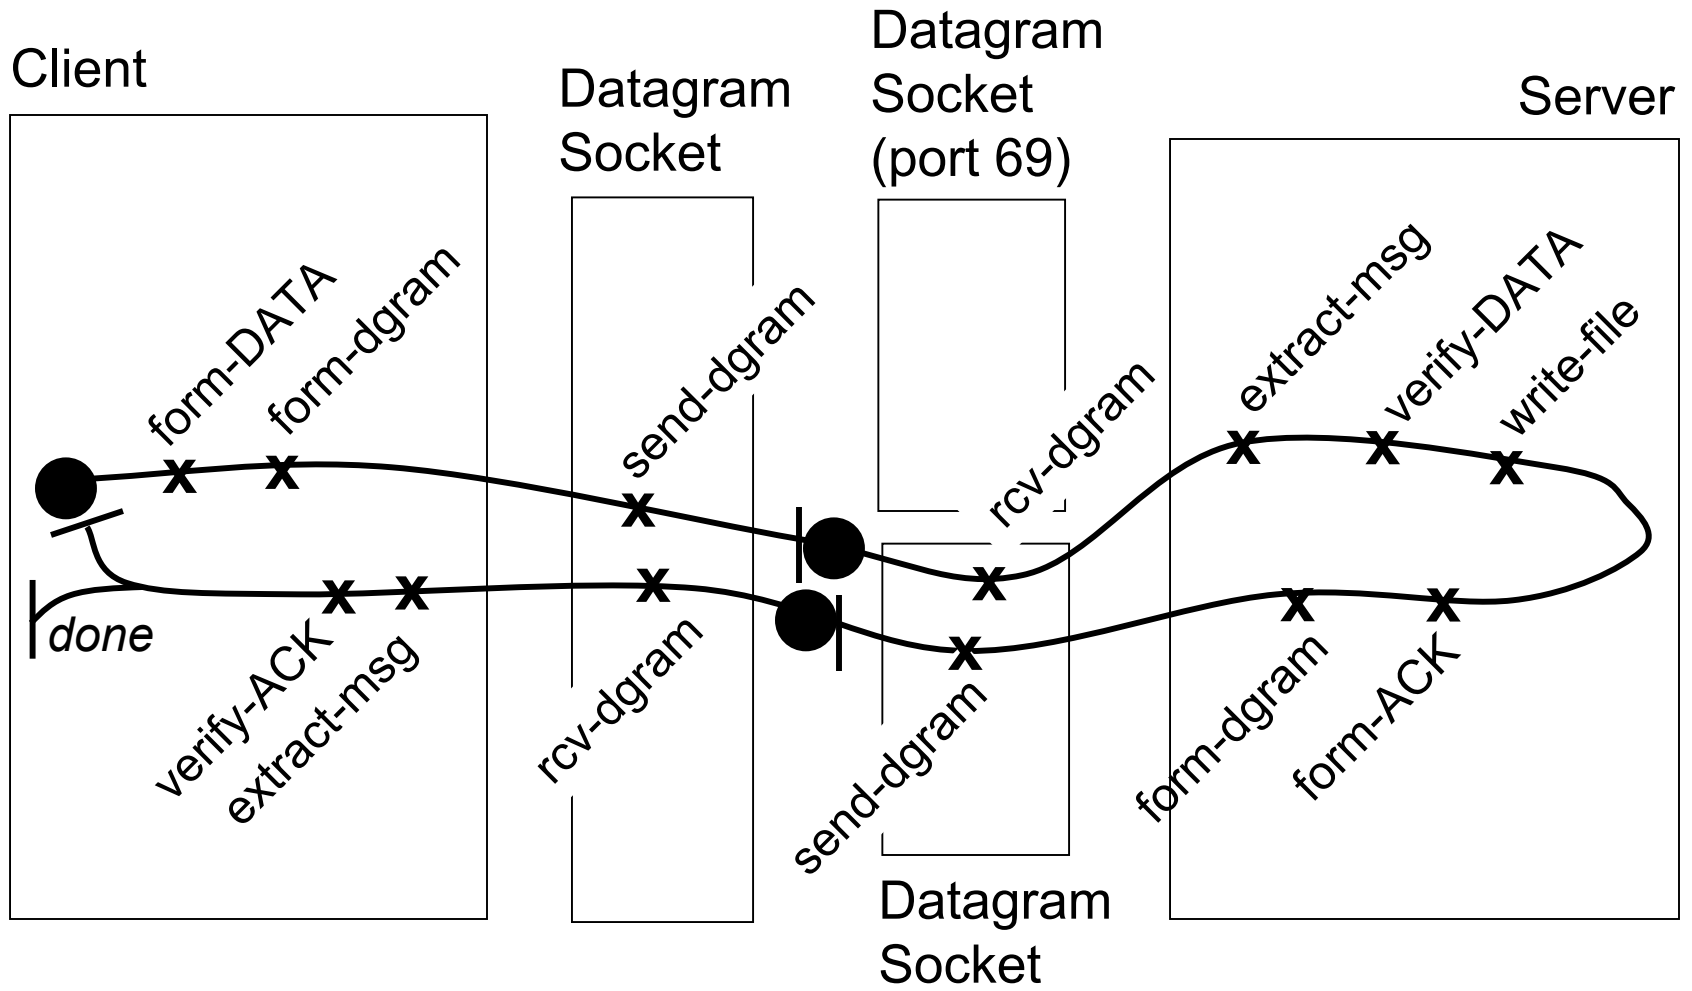 Client
Datagram
Socket
Datagram
Socket
(port 69)
Server
form-DATA
form-dgram
send-dgram
rcv-dgram
extract-msg
verify-DATA
write-file
done
verify-ACK
extract-msg
rcv-dgram
send-dgram
form-dgram
form-ACK
Datagram
Socket